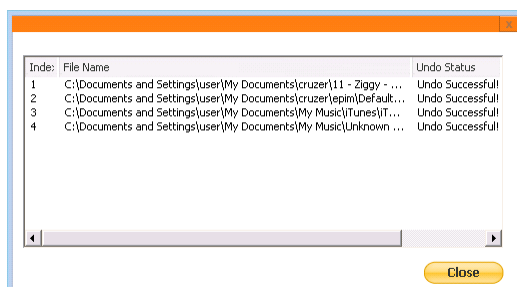 x
Inde: File Name Undo Status
1 C:\Documents and Settings\user\My Documents\cruzer\11 - Ziggy - ... Undo Successful!
2 C:\Documents and Settings\user\My Documents\cruzer\epim\Default... Undo Successful!
3 C:\Documents and Settings\user\My Documents\My Music\iTunes\iT... Undo Successful!
4 C:\Documents and Settings\user\My Documents\My Music\Unknown ... Undo Successful!
Close